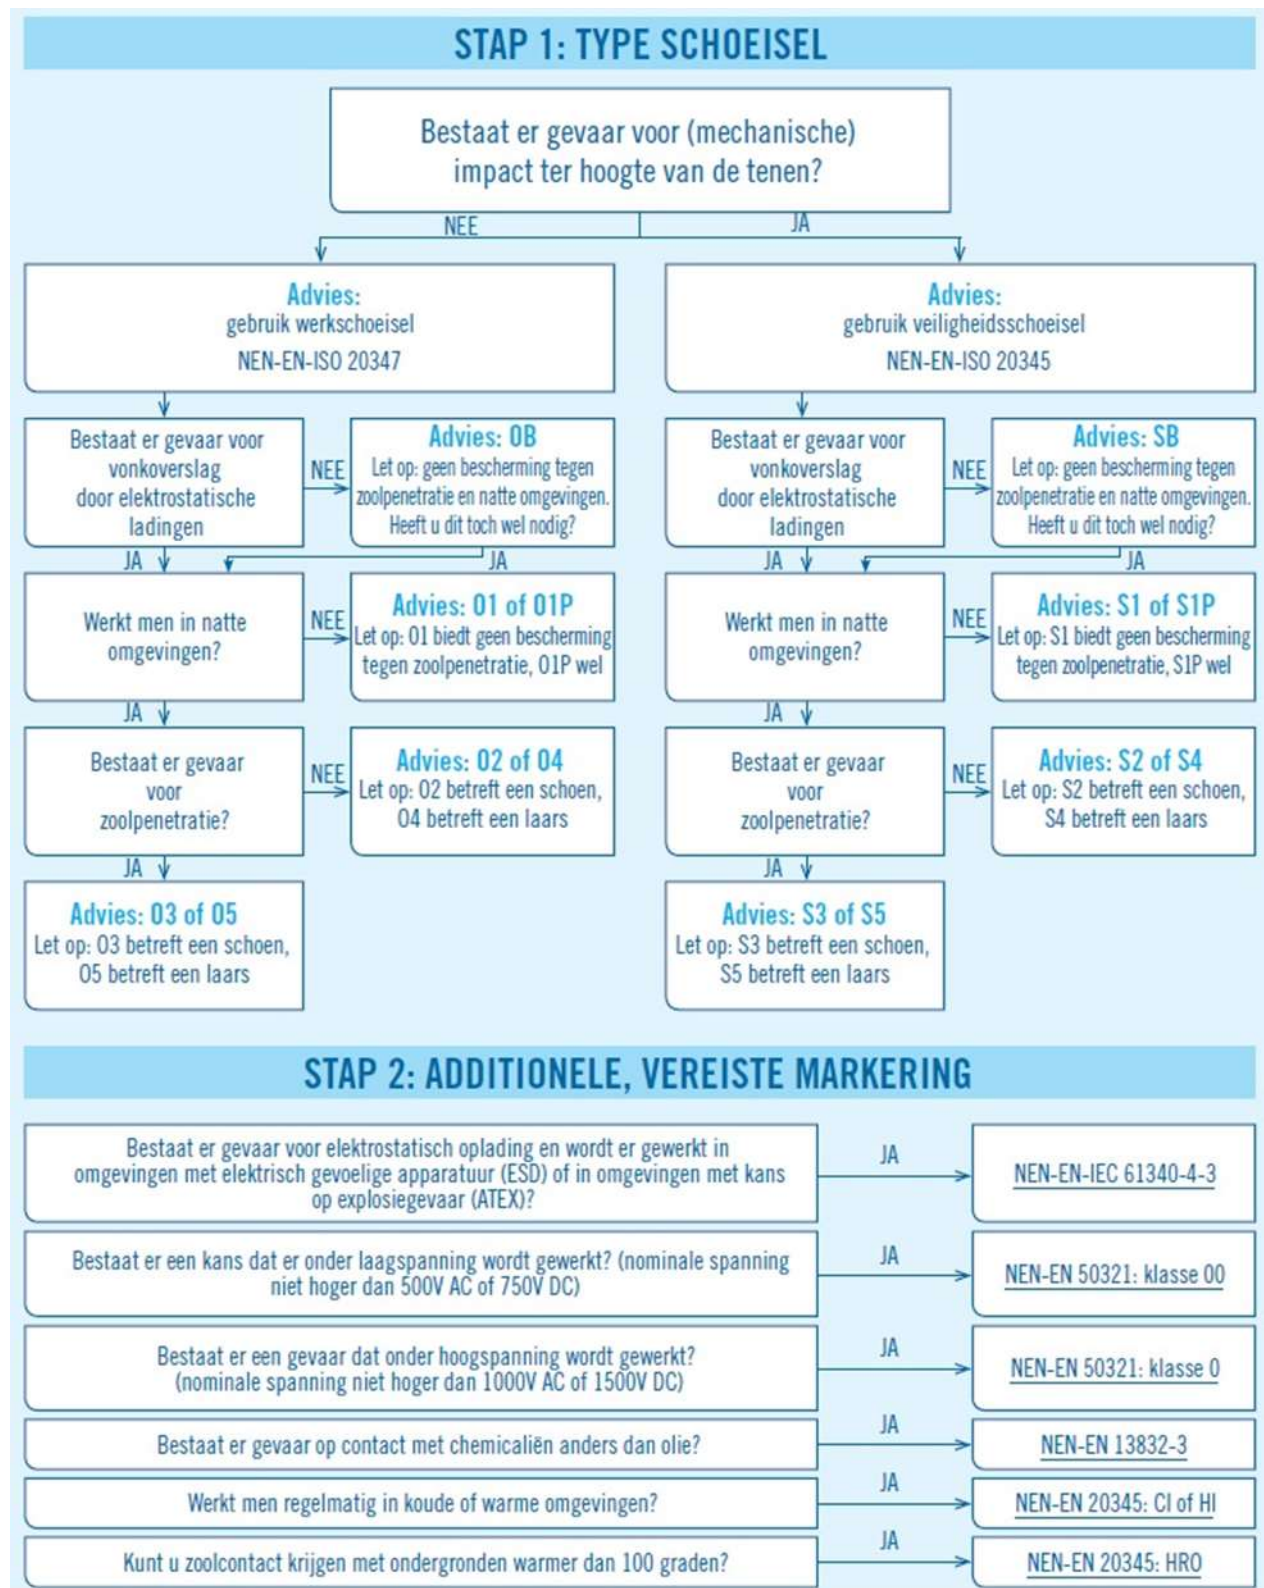 STAP 1: TYPE SCHOEISEL
Bestaat er gevaar voor (mechanische)
impact ter hoogte van de tenen?
NEE
JA
Advies:
gebruik werkschoeisel
NEN-EN-ISO 20347
Advies:
gebruik veiligheidsschoeisel
NEN-EN-ISO 20345
Bestaat er gevaar voor
vonkoverslag
door elektrostatische
ladingen
NEE
Advies: OB
Let op: geen bescherming tegen
zoolpenetratie en natte omgevingen.
Heeft u dit toch wel nodig?
Bestaat er gevaar voor
vonkoverslag
door elektrostatische
ladingen
NEE
Advies: SB
Let op: geen bescherming tegen
zoolpenetratie en natte omgevingen.
Heeft u dit toch wel nodig?
JA
JA
JA
JA
Werkt men in natte
omgevingen?
NEE
Advies: O1 of O1P
Let op: O1 biedt geen bescherming
tegen zoolpenetratie, O1P wel
Werkt men in natte
omgevingen?
NEE
Advies: S1 of S1P
Let op: S1 biedt geen bescherming
tegen zoolpenetratie, S1P wel
JA
JA
Bestaat er gevaar
voor
zoolpenetratie?
NEE
Advies: O2 of O4
Let op: O2 betreft een schoen,
O4 betreft een laars
Bestaat er gevaar
voor
zoolpenetratie?
NEE
Advies: S2 of S4
Let op: S2 betreft een schoen,
S4 betreft een laars
JA
JA
Advies: O3 of O5
Let op: O3 betreft een schoen,
O5 betreft een laars
Advies: S3 of S5
Let op: S3 betreft een schoen,
S5 betreft een laars
STAP 2: ADDITIONELE, VEREISTE MARKERING
Bestaat er gevaar voor elektrostatisch oplading en wordt er gewerkt in
omgevingen met elektrisch gevoelige apparatuur (ESD) of in omgevingen met kans
op explosiegevaar (ATEX)?
JA
NEN-EN-IEC 61340-4-3
Bestaat er een kans dat er onder laagspanning wordt gewerkt? (nominale spanning
niet hoger dan 500V AC of 750V DC)
JA
NEN-EN 50321: klasse 00
Bestaat er een gevaar dat onder hoogspanning wordt gewerkt?
(nominale spanning niet hoger dan 1000V AC of 1500V DC)
JA
NEN-EN 50321: klasse 0
Bestaat er gevaar op contact met chemicaliën anders dan olie?
JA
NEN-EN 13832-3
Werkt men regelmatig in koude of warme omgevingen?
JA
NEN-EN 20345: CI of HI
Kunt u zoolcontact krijgen met ondergronden warmer dan 100 graden?
JA
NEN-EN 20345: HRO